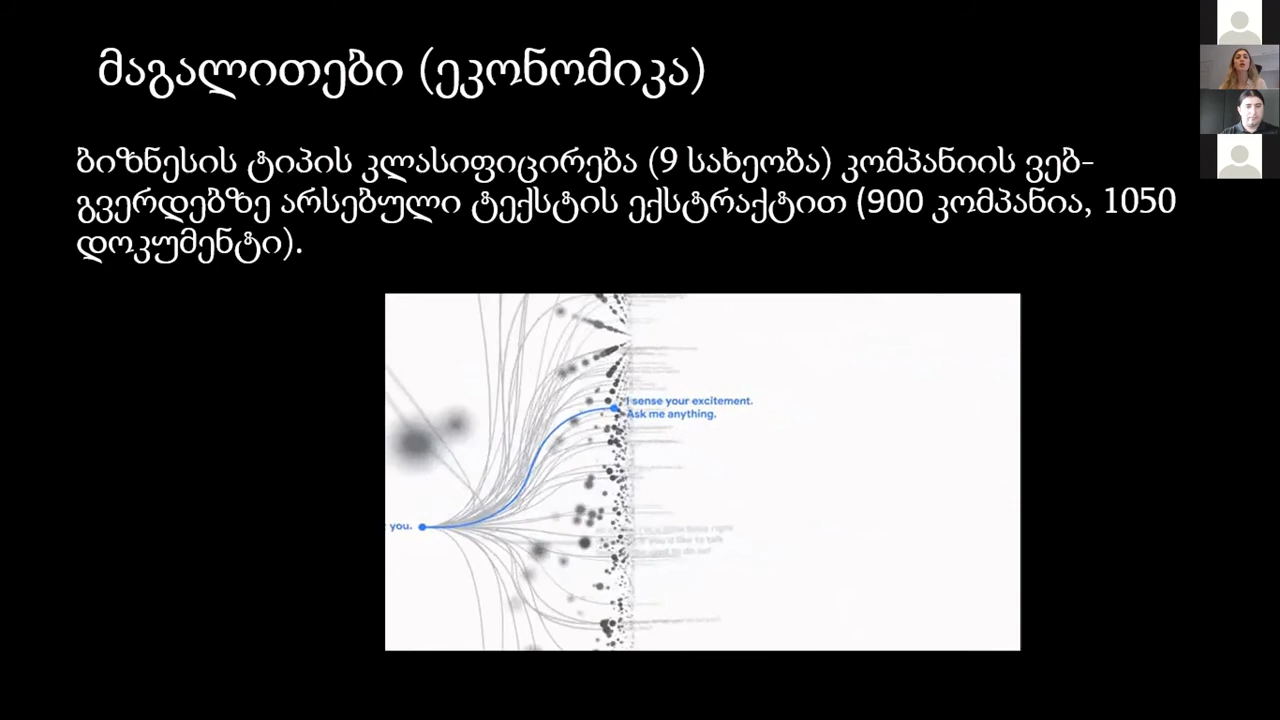 მაგალითები (ეკონომიკა)
ბიზნესის ტიპის კლასიფიცირება (9 სახეობა) კომპანიის ვებ-
გვერდებზე არსებული ტექსტის ექსტრაქტით (900 კომპანია, 1050
დოკუმენტი).
I sense your excitement.
Ask me anything.
you.